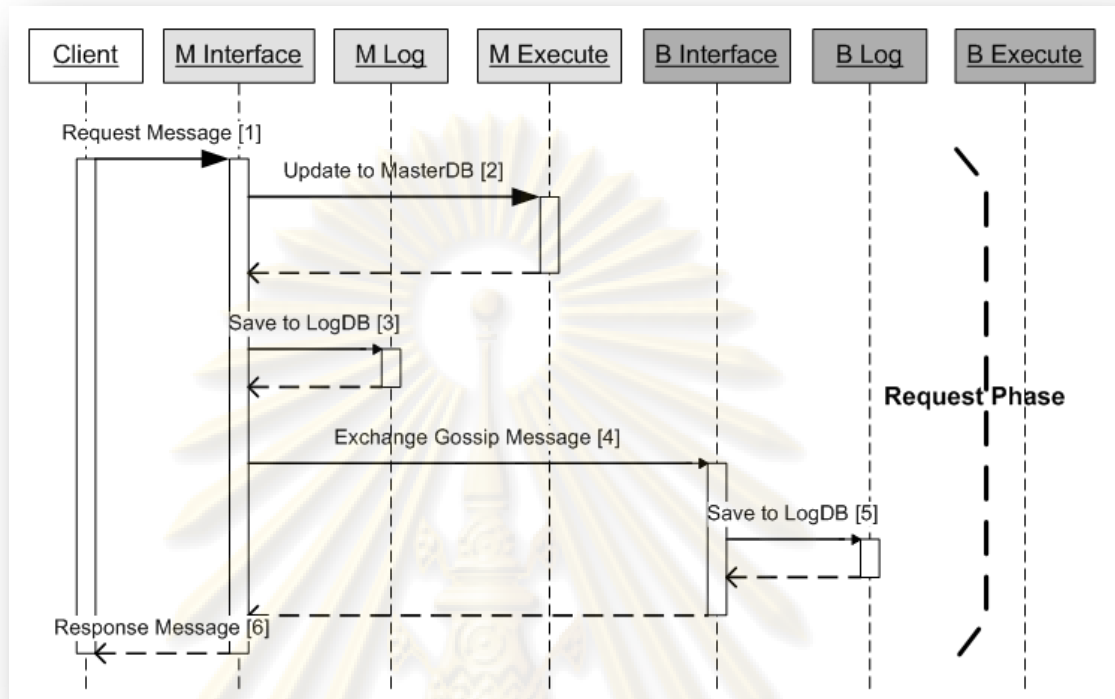 Client
M Interface
M Log
M Execute
B Interface
B Log
B Execute
Request Message [1]
Update to MasterDB [2]
Save to LogDB [3]
Request Phase
Exchange Gossip Message [4]
Save to LogDB [5]
Response Message [6]